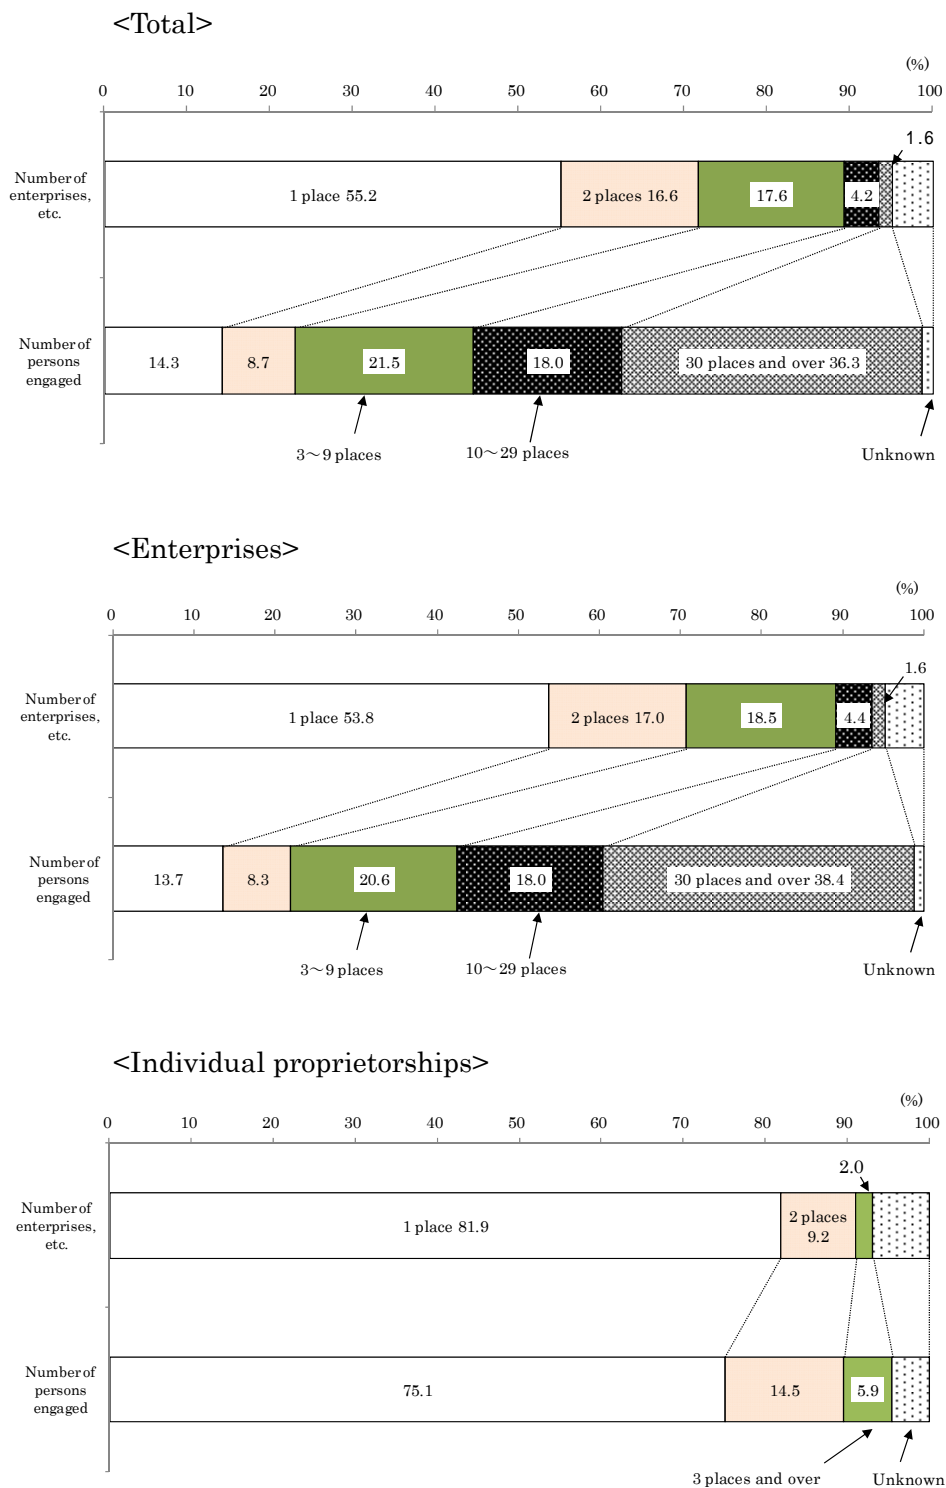 <Total>
(%)
0 10 20 30 40 50 60 70 80 90 100
1.6
Number of
enterprises,
etc.
1 place 55.2
2 places 16.6
17.6
4.2
Number of
persons
engaged
14.3
8.7
21.5
18.0
30 places and over 36.3
3～9 places
10～29 places
Unknown
<Enterprises>
(%)
0 10 20 30 40 50 60 70 80 90 100
1.6
Number of
enterprises,
etc.
1 place 53.8
2 places 17.0
18.5
4.4
Number of
persons
engaged
13.7
8.3
20.6
18.0
30 places and over 38.4
3～9 places
10～29 places
Unknown
<Individual proprietorships>
(%)
0 10 20 30 40 50 60 70 80 90 100
2.0
Number of
enterprises,
etc.
1 place 81.9
2 places
9.2
Number of
persons
engaged
75.1
14.5
5.9
3 places and over
Unknown